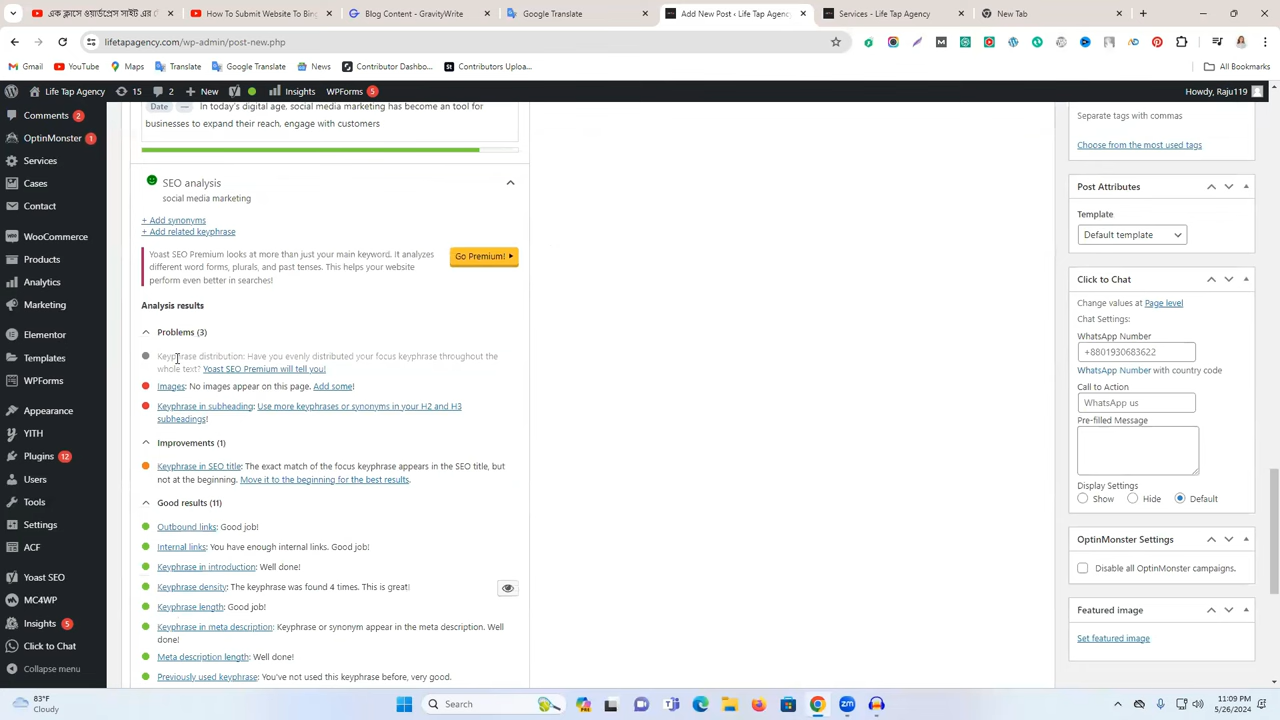 এক ক্লাসে ওয়ার্ডপ্রেস সাইট এর
How to Submit Website To Bing
Blog Content - GravityWrite
Google Translate
Add New Post ‹ Life Tap Agency
Services - Life Tap Agency
New Tab
lifetapagency.com/wp-admin/post-new.php
Gmail YouTube Maps Translate Google Translate News Contributor Dashbo... Contributors Uploa... All Bookmarks
Life Tap Agency 15 2 New Insights WPForms 5 Howdy, Raju119
Comments 2
OptinMonster 1
Services
Cases
Contact
WooCommerce
Products
Analytics
Marketing
Elementor
Templates
WPForms
Appearance
YITH
Plugins 12
Users
Tools
Settings
ACF
Yoast SEO
MC4WP
Insights 5
Click to Chat
Collapse menu
Date — In today's digital age, social media marketing has become an tool for
businesses to expand their reach, engage with customers
SEO analysis
social media marketing
+ Add synonyms
+ Add related keyphrase
Yoast SEO Premium looks at more than just your main keyword. It analyzes
different word forms, plurals, and past tenses. This helps your website
perform even better in searches!
Go Premium!
Analysis results
Problems (3)
Keyphrase distribution: Have you evenly distributed your focus keyphrase throughout the
whole text? Yoast SEO Premium will tell you!
Images: No images appear on this page. Add some!
Keyphrase in subheading: Use more keyphrases or synonyms in your H2 and H3
subheadings!
Improvements (1)
Keyphrase in SEO title: The exact match of the focus keyphrase appears in the SEO title, but
not at the beginning. Move it to the beginning for the best results.
Good results (11)
Outbound links: Good job!
Internal links: You have enough internal links. Good job!
Keyphrase in introduction: Well done!
Keyphrase density: The keyphrase was found 4 times. This is great!
Keyphrase length: Good job!
Keyphrase in meta description: Keyphrase or synonym appear in the meta description. Well
done!
Meta description length: Well done!
Previously used keyphrase: You've not used this keyphrase before, very good.
Separate tags with commas
Choose from the most used tags
Post Attributes
Template
Default template
Click to Chat
Change values at Page level
Chat Settings:
WhatsApp Number
+8801930683622
WhatsApp Number with country code
Call to Action
WhatsApp us
Pre-filled Message
Display Settings
Show Hide Default
OptinMonster Settings
Disable all OptinMonster campaigns.
Featured image
Set featured image
83°F
Cloudy
Search
11:09 PM
5/26/2024